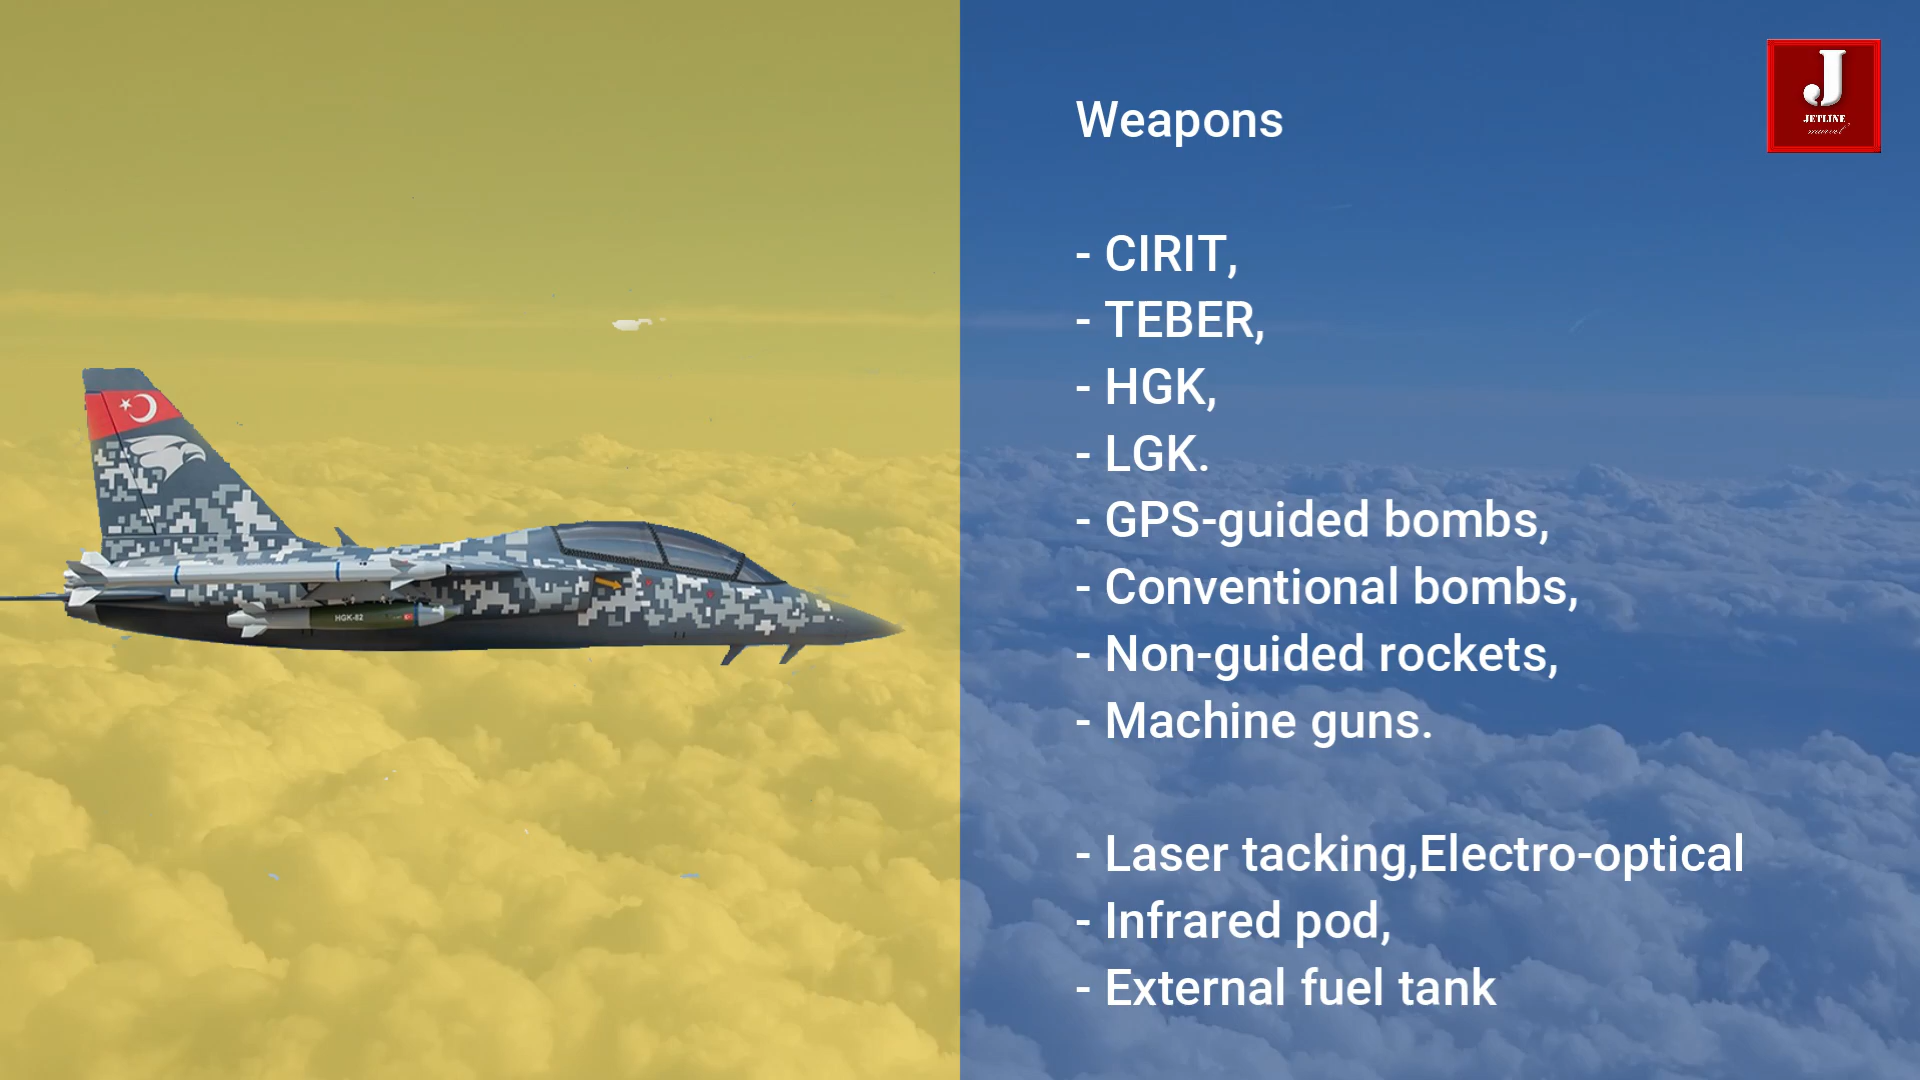 Weapons
J
JETLINE
- CIRIT,
- TEBER,
- HGK,
- LGK.
- GPS-guided bombs,
- Conventional bombs,
- Non-guided rockets,
- Machine guns.
- Laser tacking,Electro-optical
- Infrared pod,
- External fuel tank
HGK-82